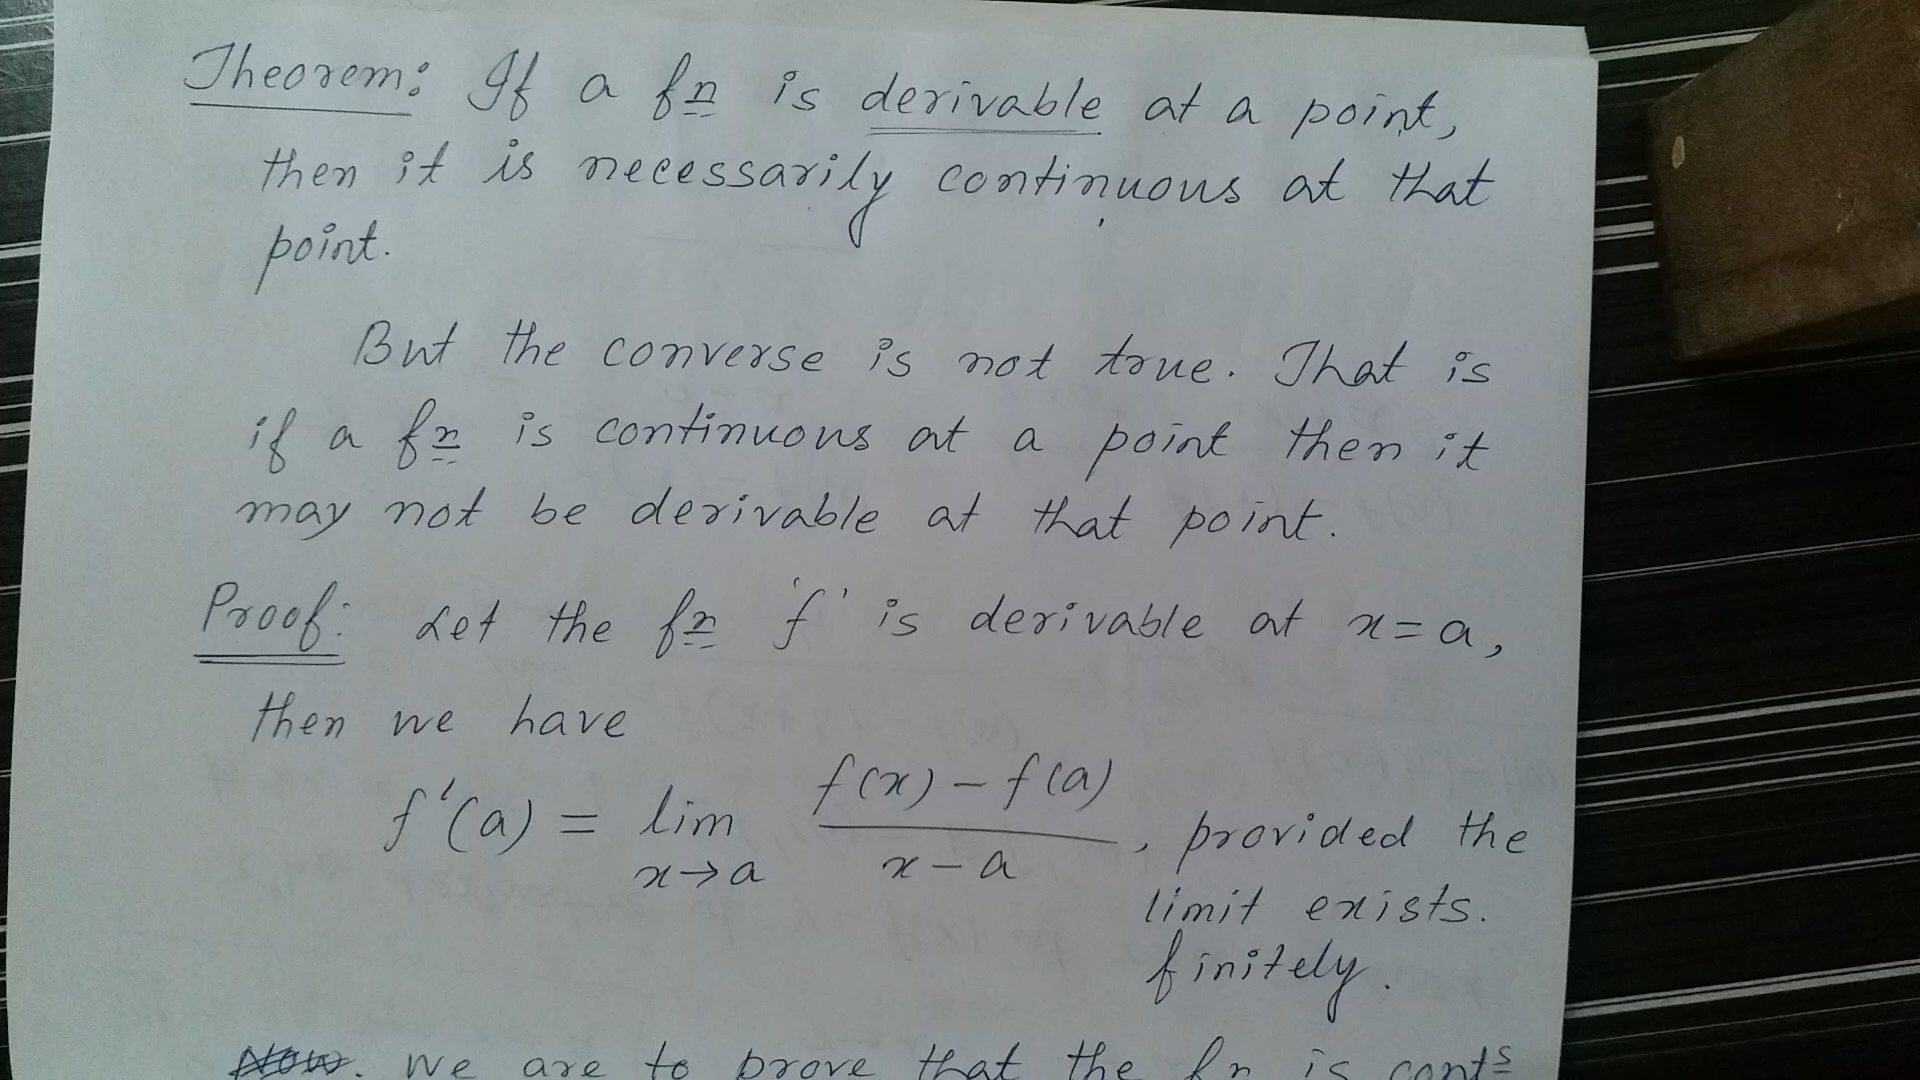 Theorem: If a fn is derivable at a point,
then it is necessarily continuous at that
point.
But the converse is not true. That is
if a fn is continuous at a point then it
may not be derivable at that point.
Proof: Let the fn 'f' is derivable at x=a,
then we have
f'(a) = lim x→a (f(x) - f(a))/(x - a), provided the
limit exists.
finitely.
Now. We are to prove that the fn is conts